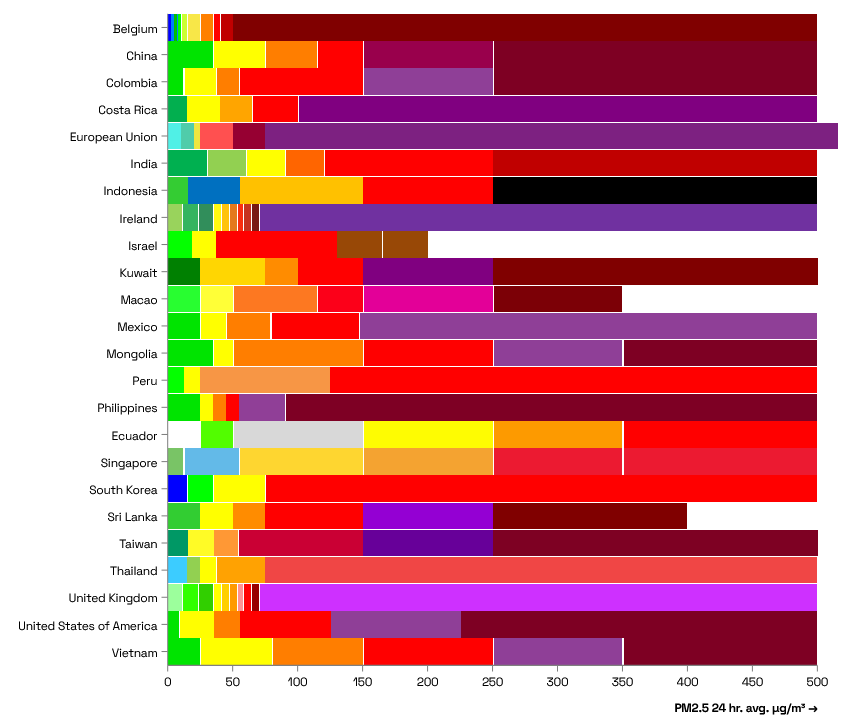 Belgium
China
Colombia
Costa Rica
European Union
India
Indonesia
Ireland
Israel
Kuwait
Macao
Mexico
Mongolia
Peru
Philippines
Ecuador
Singapore
South Korea
Sri Lanka
Taiwan
Thailand
United Kingdom
United States of America
Vietnam
0 50 100 150 200 250 300 350 400 450 500
PM2.5 24 hr. avg. µg/m³ →